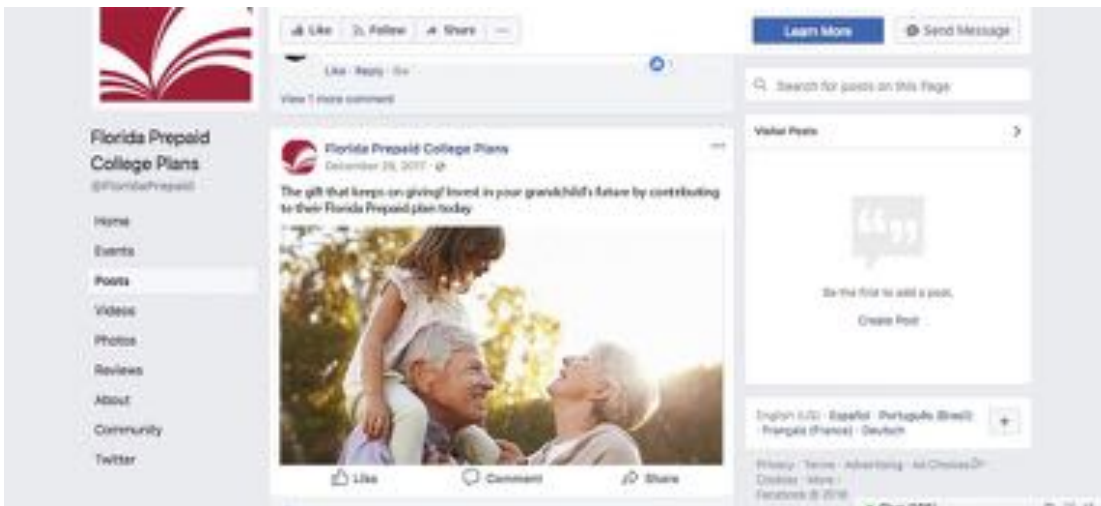 Like Follow Share
Learn More Send Message
Like · Reply ·
View 1 more comment
Search for posts on this Page
Florida Prepaid
College Plans
@FloridaPrepaid
Home
Events
Posts
Videos
Photos
Reviews
About
Community
Twitter
Florida Prepaid College Plans
December 29, 2017 ·
The gift that keeps on giving! Invest in your grandchild's future by contributing
to their Florida Prepaid plan today
Like Comment Share
Visitor Posts
Be the first to add a post.
Create Post
English (US) · Español · Português (Brasil) ·
Français (France) · Deutsch
Privacy · Terms · Advertising · Ad Choices
Cookies · More
Facebook © 2018